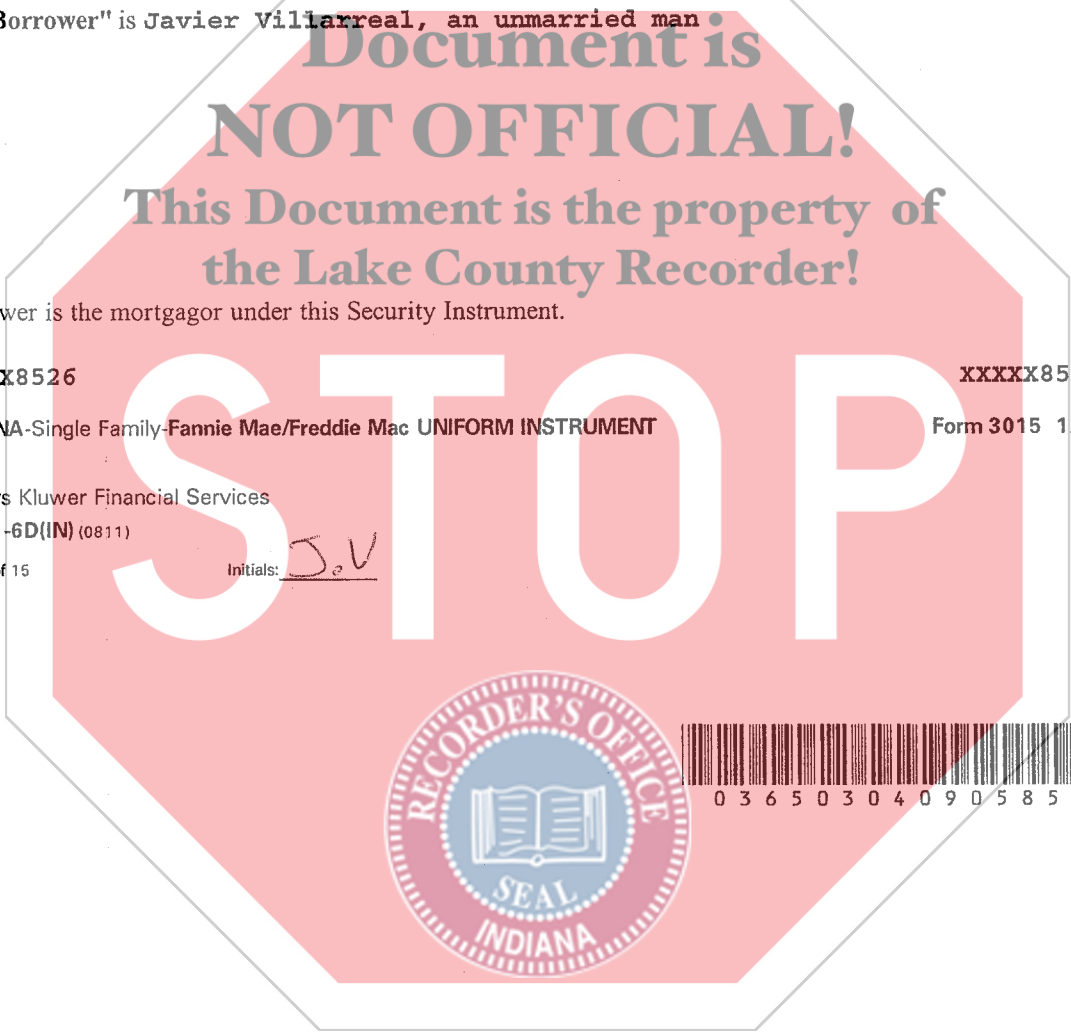 Borrower" is Javier Villarreal, an unmarried man
Document is
NOT OFFICIAL!
This Document is the property of
the Lake County Recorder!
wer is the mortgagor under this Security Instrument.
X8526
XXXXXX85
NA-Single Family-Fannie Mae/Freddie Mac UNIFORM INSTRUMENT
Form 3015 1
s Kluwer Financial Services
-6D(IN) (0811)
of 15
Initials: J.V
STOP
RECORDER'S OFFICE
SEAL
INDIANA
0 3 6 5 0 3 0 4 0 9 0 5 8 5